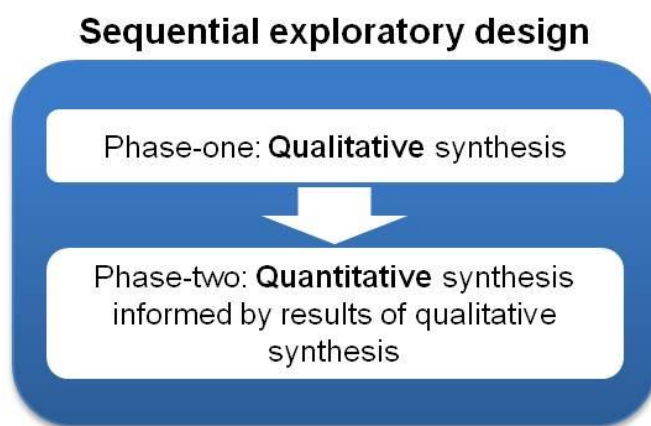 Sequential exploratory design
Phase-one: Qualitative synthesis
Phase-two: Quantitative synthesis
informed by results of qualitative
synthesis